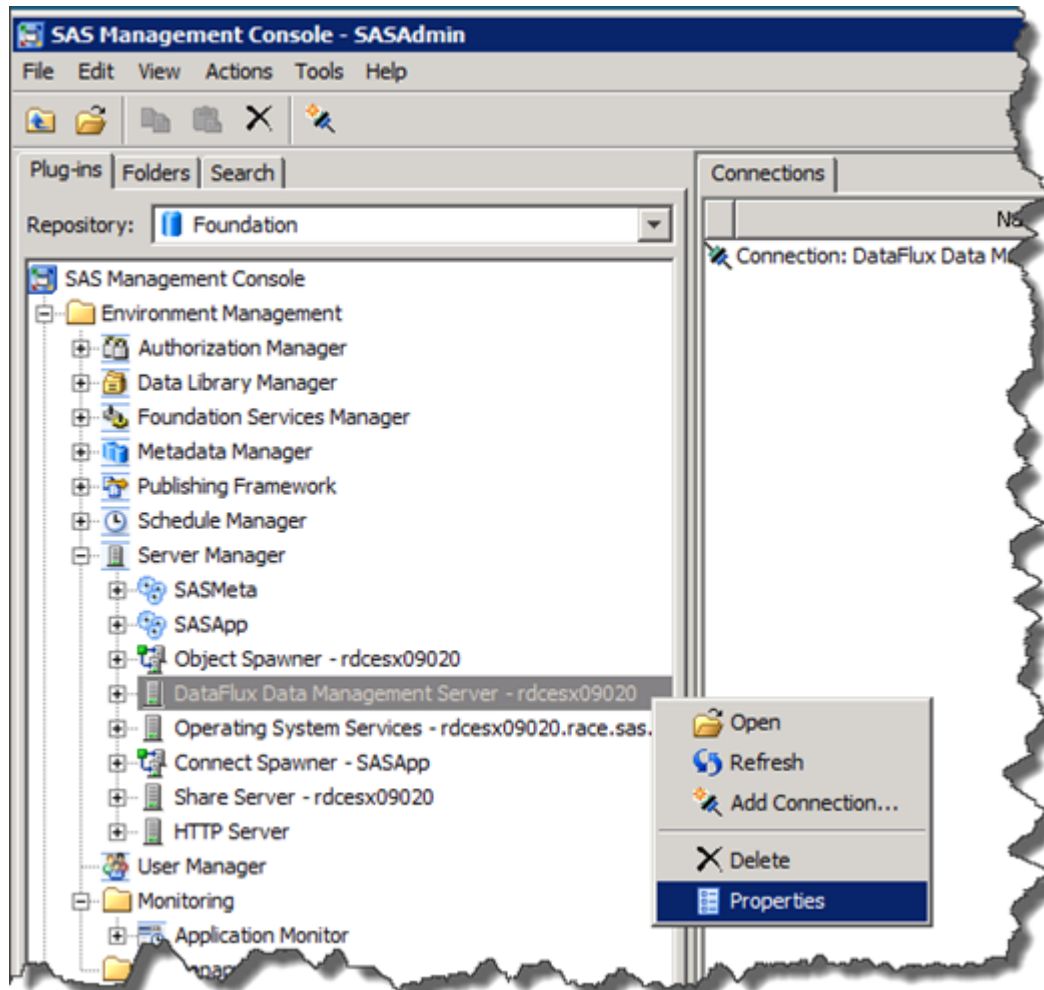 SAS Management Console - SASAdmin
File Edit View Actions Tools Help
Plug-ins Folders Search
Repository: Foundation
SAS Management Console
Environment Management
Authorization Manager
Data Library Manager
Foundation Services Manager
Metadata Manager
Publishing Framework
Schedule Manager
Server Manager
SASMeta
SASApp
Object Spawner - rdcesx09020
DataFlux Data Management Server - rdcesx09020
Operating System Services - rdcesx09020.race.sas.
Connect Spawner - SASApp
Share Server - rdcesx09020
HTTP Server
User Manager
Monitoring
Application Monitor
Connections
Connection: DataFlux Data
Open
Refresh
Add Connection...
Delete
Properties